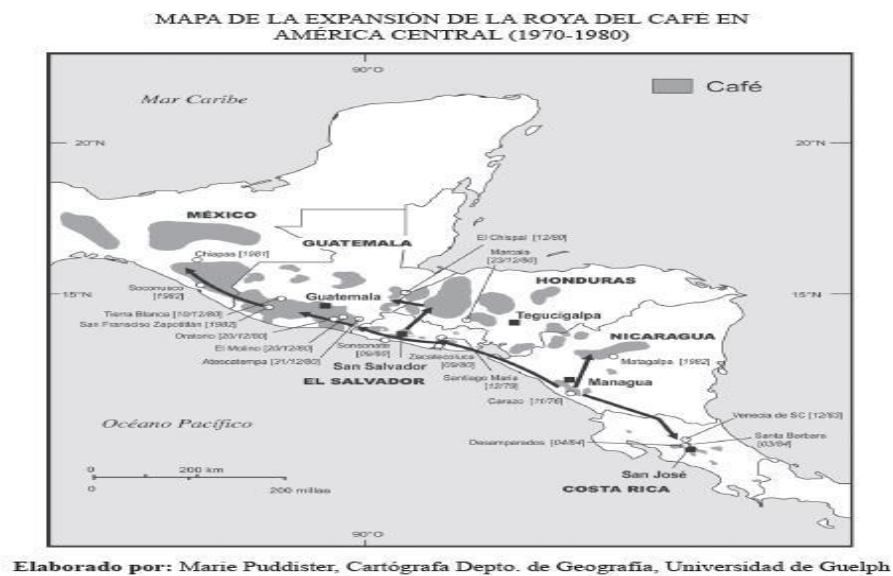 MAPA DE LA EXPANSIÓN DE LA ROYA DEL CAFÉ EN
AMÉRICA CENTRAL (1970-1980)
90°O
Mar Caribe
Café
20°N
20°N
MÉXICO
GUATEMALA
El Chispal [12/80]
Marcala
[23/12/80]
Chiapas [1981]
HONDURAS
15°N
15°N
Soconusco
[1982]
Guatemala
Tegucigalpa
Tierra Blanca [10/12/80]
San Francisco Zapotitlán [1982]
NICARAGUA
Oratorio [20/12/80]
El Molino [20/12/80]
Sonsonate
[09/80]
Atescatempa [31/12/80]
Zacatecoluca
[09/80]
Matagalpa [1982]
San Salvador
EL SALVADOR
Santiago María
[12/79]
Managua
Carazo [11/76]
Venecia de SC [12/83]
Océano Pacífico
Desamparados [04/84]
Santa Barbara
[03/84]
0 200 km
San José
0
200 millas
COSTA RICA
90°O
Elaborado por: Marie Puddister, Cartógrafa Depto. de Geografía, Universidad de Guelph